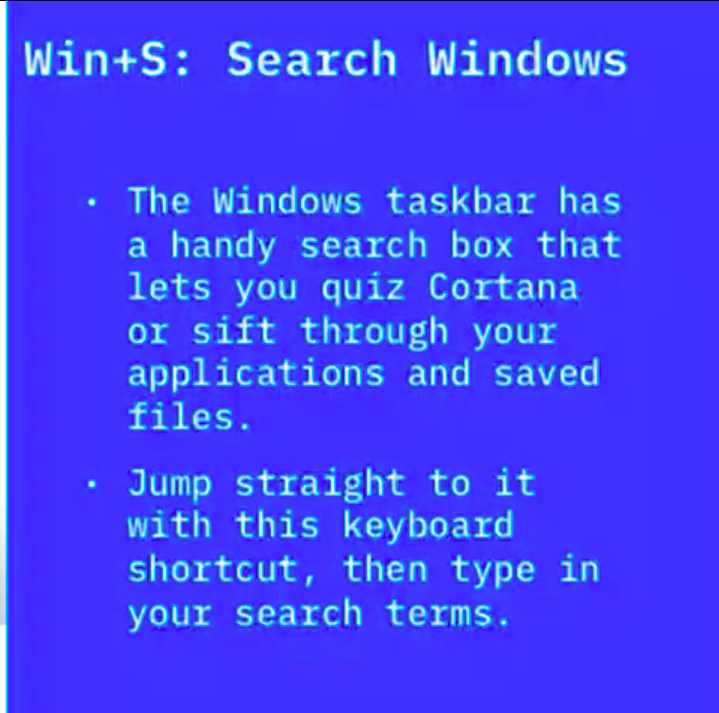 Win+S: Search Windows
· The Windows taskbar has
a handy search box that
lets you quiz Cortana
or sift through your
applications and saved
files.
· Jump straight to it
with this keyboard
shortcut, then type in
your search terms.